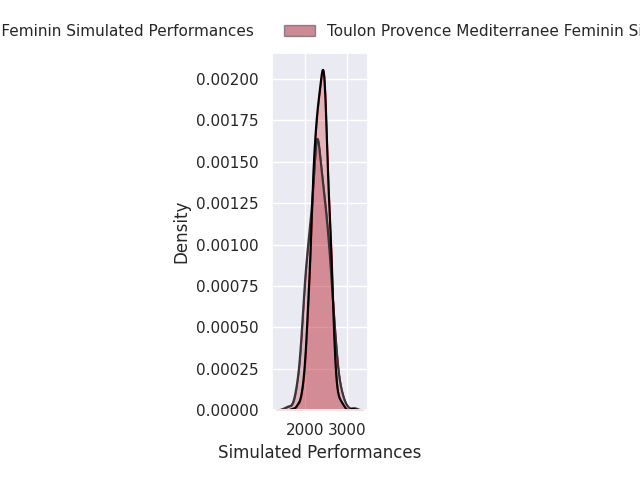 Feminin Simulated Performances
Toulon Provence Mediterranee Feminin
0.00200
0.00175
0.00150
0.00125
0.00100
0.00075
0.00050
0.00025
0.00000
Density
2000 3000
Simulated Performances